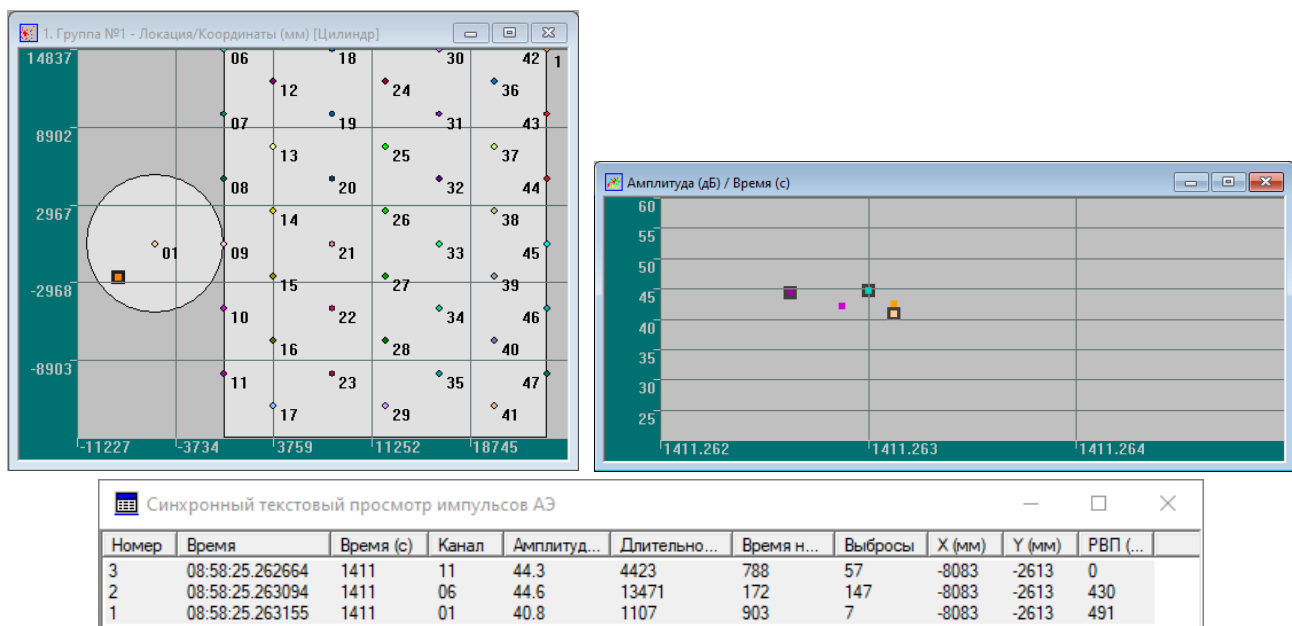 1. Группа №1 - Локация/Координаты (мм) [Цилиндр]
14837
8902
2967
-2968
-8903
-11227 -3734 3759 11252 18745
06 18 30 42 1
12 24 36
07 19 31 43
13 25 37
08 20 32 44
14 26 38
01 09 21 33 45
15 27 39
10 22 34 46
16 28 40
11 23 35 47
17 29 41
Амплитуда (дБ) / Время (с)
60
55
50
45
40
35
30
25
1411.262 1411.263 1411.264
Синхронный текстовый просмотр импульсов АЭ
Номер Время Время (с) Канал Амплитуд... Длительно... Время н... Выбросы X (мм) Y (мм) РВП (...
3 08:58:25.262664 1411 11 44.3 4423 788 57 -8083 -2613 0
2 08:58:25.263094 1411 06 44.6 13471 172 147 -8083 -2613 430
1 08:58:25.263155 1411 01 40.8 1107 903 7 -8083 -2613 491